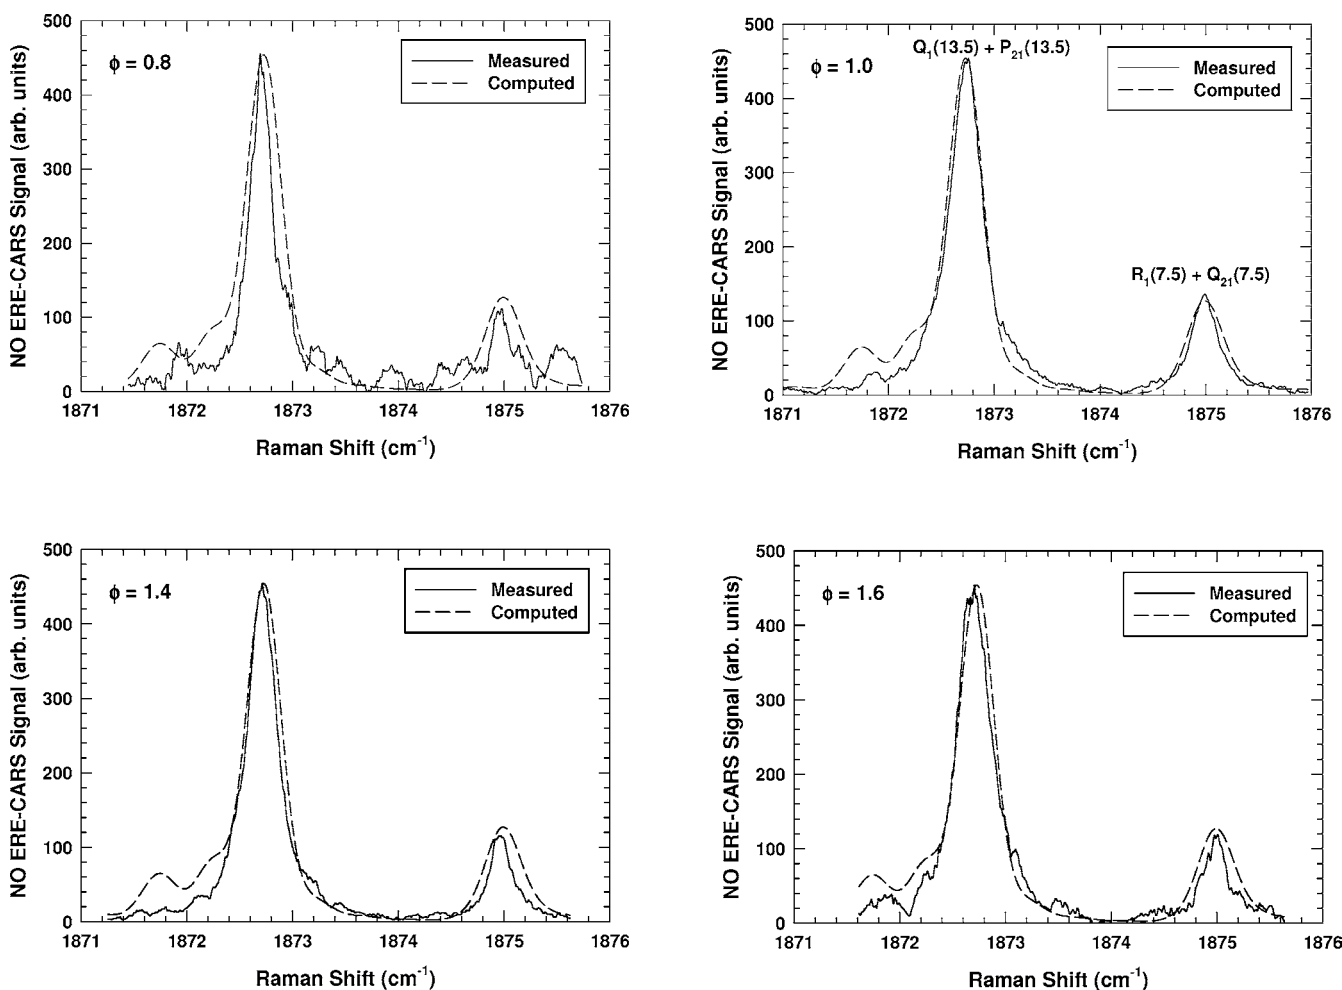 ϕ = 0.8
Measured
Computed
500
400
300
200
100
0
NO ERE-CARS Signal (arb. units)
1871 1872 1873 1874 1875 1876
Raman Shift (cm⁻¹)
ϕ = 1.0
Q₁(13.5) + P₂₁(13.5)
Measured
Computed
R₁(7.5) + Q₂₁(7.5)
500
400
300
200
100
0
NO ERE-CARS Signal (arb. units)
1871 1872 1873 1874 1875 1876
Raman Shift (cm⁻¹)
ϕ = 1.4
Measured
Computed
500
400
300
200
100
0
NO ERE-CARS Signal (arb. units)
1871 1872 1873 1874 1875 1876
Raman Shift (cm⁻¹)
ϕ = 1.6
Measured
Computed
500
400
300
200
100
0
NO ERE-CARS Signal (arb. units)
1871 1872 1873 1874 1875 1876
Raman Shift (cm⁻¹)